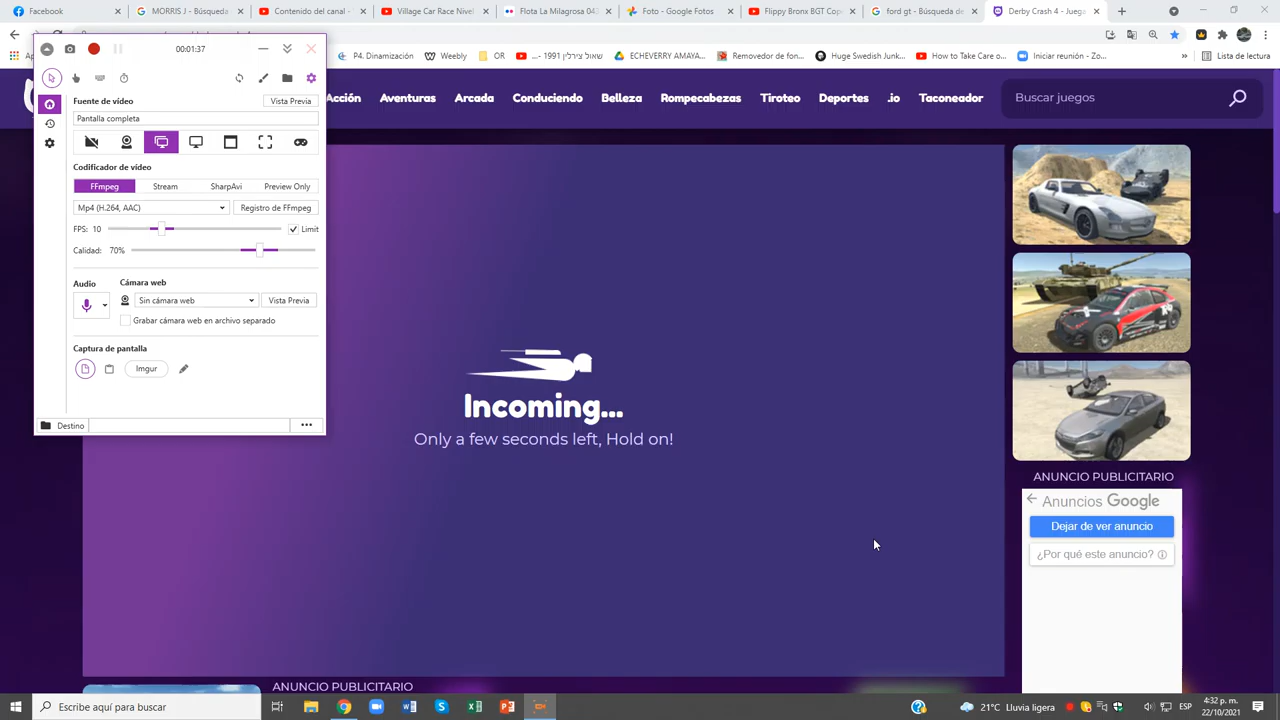 Facebook
MORRIS J - Búsqueda
Contenido del canal -
Village Car Race Nivel
Flota La Milagrosa 042
Foto - Google Fotos
Flippy Bronx BGT Cop
ford gt - Búsqueda de
Derby Crash 4 - Juega
P4. Dinamización
Weebly
OR
שאול צירלין 1991 -...
ECHEVERRY AMAYA...
Removedor de fon...
Huge Swedish Junk...
How to Take Care o...
Iniciar reunión - Zo...
Lista de lectura
00:01:37
Acción
Aventuras
Arcada
Conduciendo
Belleza
Rompecabezas
Tiroteo
Deportes
.io
Taconeador
Buscar juegos
Fuente de vídeo
Vista Previa
Pantalla completa
Codificador de vídeo
FFmpeg
Stream
SharpAvi
Preview Only
Mp4 (H.264, AAC)
Registro de FFmpeg
FPS: 10
Limit
Calidad: 70%
Audio
Cámara web
Sin cámara web
Vista Previa
Grabar cámara web en archivo separado
Captura de pantalla
Imgur
Destino
Incoming...
Only a few seconds left, Hold on!
ANUNCIO PUBLICITARIO
Anuncios Google
Dejar de ver anuncio
¿Por qué este anuncio?
ANUNCIO PUBLICITARIO
Escribe aquí para buscar
21°C Lluvia ligera
ESP
4:32 p. m.
22/10/2021